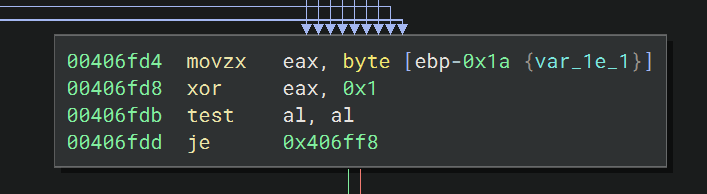 00406fd4 movzx eax, byte [ebp-0x1a {var_1e_1}]
00406fd8 xor eax, 0x1
00406fdb test al, al
00406fdd je 0x406ff8